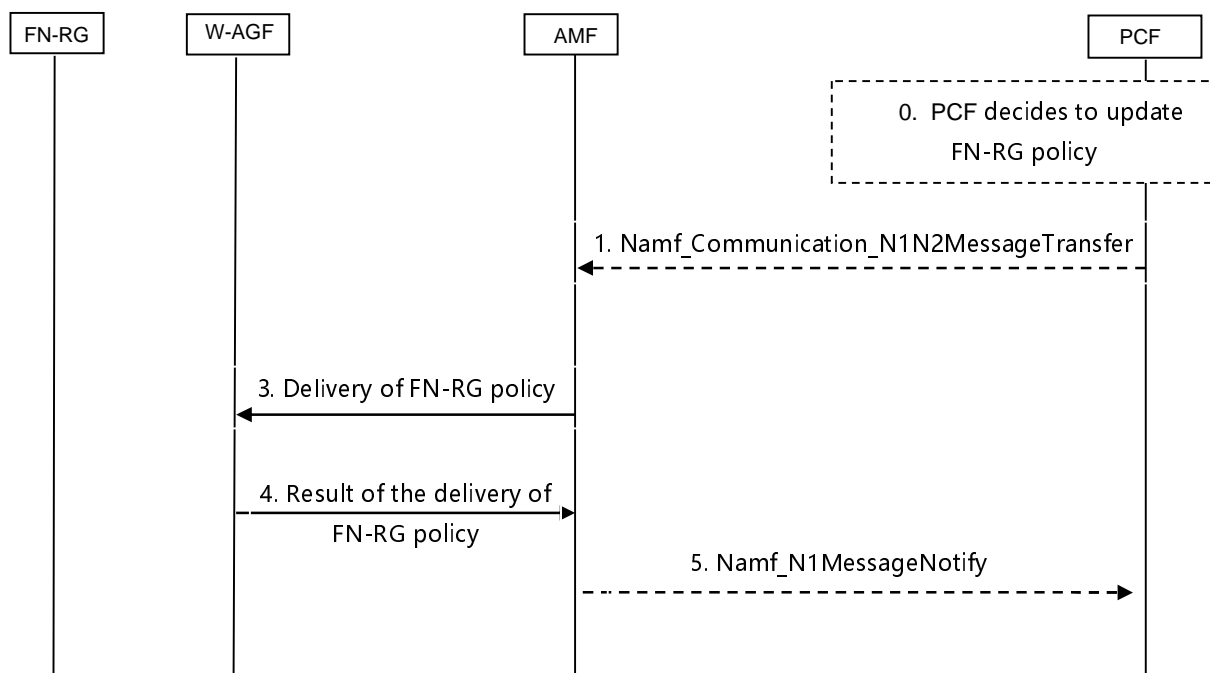 FN-RG
W-AGF
AMF
PCF
0. PCF decides to update
FN-RG policy
1. Namf_Communication_N1N2MessageTransfer
3. Delivery of FN-RG policy
4. Result of the delivery of
FN-RG policy
5. Namf_N1MessageNotify